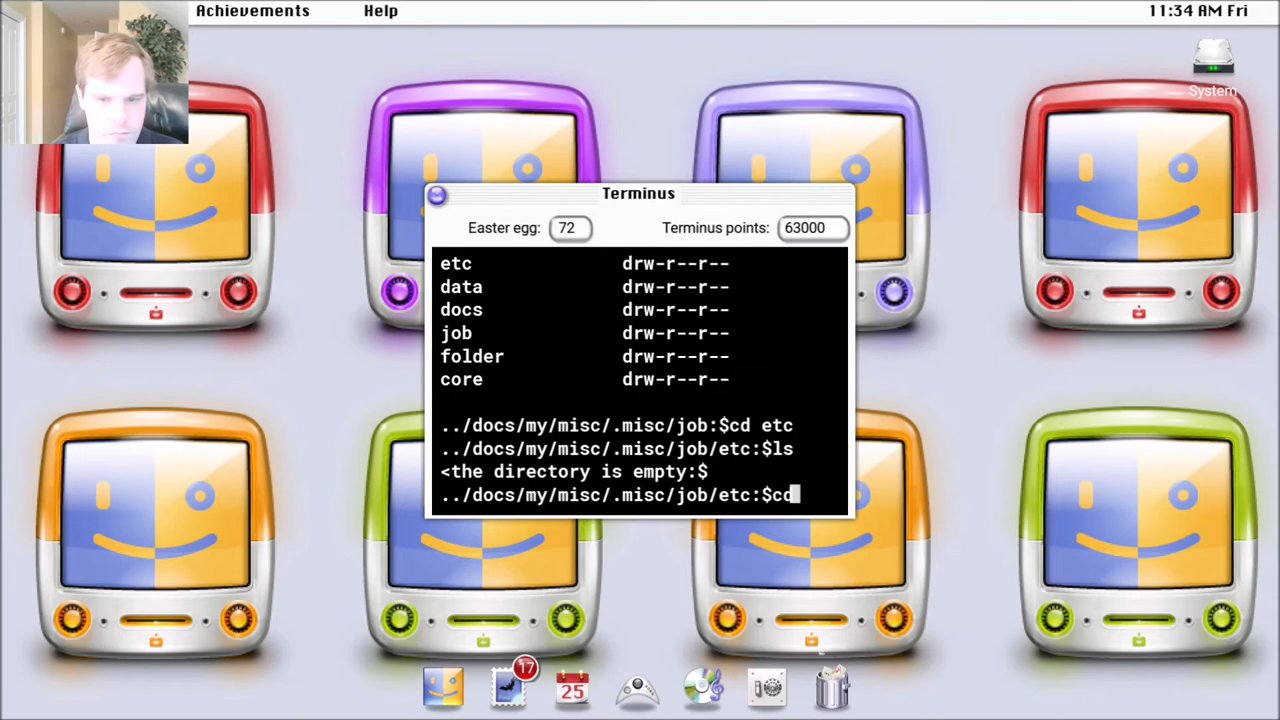 Achievements Help 11:34 AM Fri
System
Terminus
Easter egg: 72 Terminus points: 63000
etc drw-r--r--
data drw-r--r--
docs drw-r--r--
job drw-r--r--
folder drw-r--r--
core drw-r--r--
../docs/my/misc/.misc/job:$cd etc
../docs/my/misc/.misc/job/etc:$ls
<the directory is empty:$
../docs/my/misc/.misc/job/etc:$cd
17
25